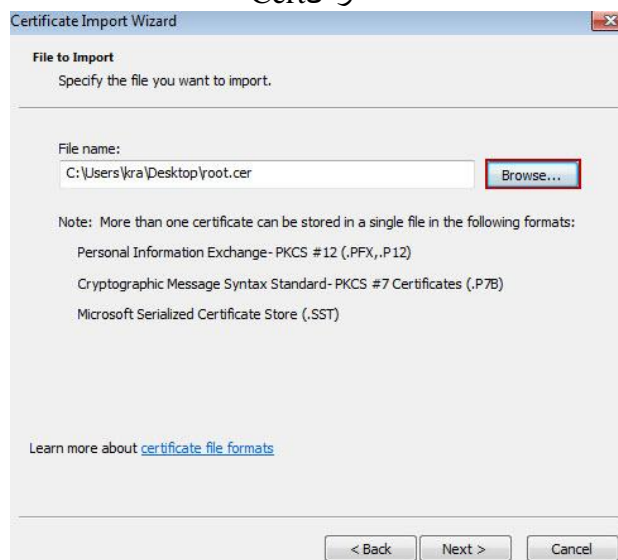 Certificate Import Wizard
File to Import
Specify the file you want to import.
File name:
C:\Users\kra\Desktop\root.cer
Browse...
Note: More than one certificate can be stored in a single file in the following formats:
Personal Information Exchange- PKCS #12 (.PFX,.P12)
Cryptographic Message Syntax Standard- PKCS #7 Certificates (.P7B)
Microsoft Serialized Certificate Store (.SST)
Learn more about certificate file formats
< Back
Next >
Cancel